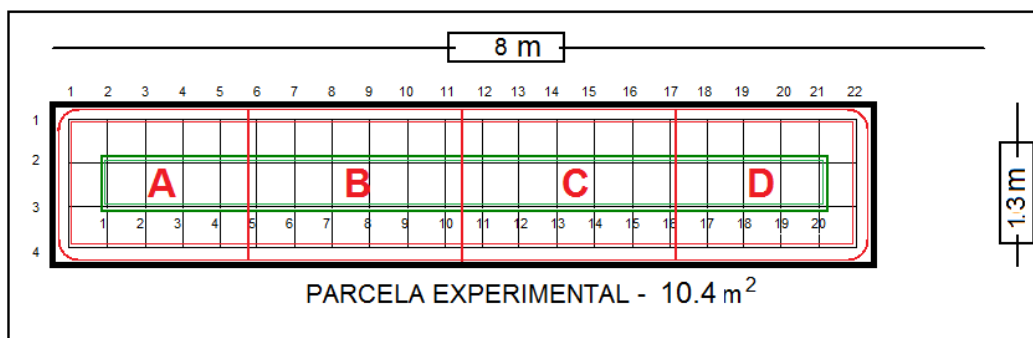 8 m
1 2 3 4 5 6 7 8 9 10 11 12 13 14 15 16 17 18 19 20 21 22
1
2
A B C D
3
1 2 3 4 5 6 7 8 9 10 11 12 13 14 15 16 17 18 19 20
4
1.3 m
PARCELA EXPERIMENTAL - 10.4 m²